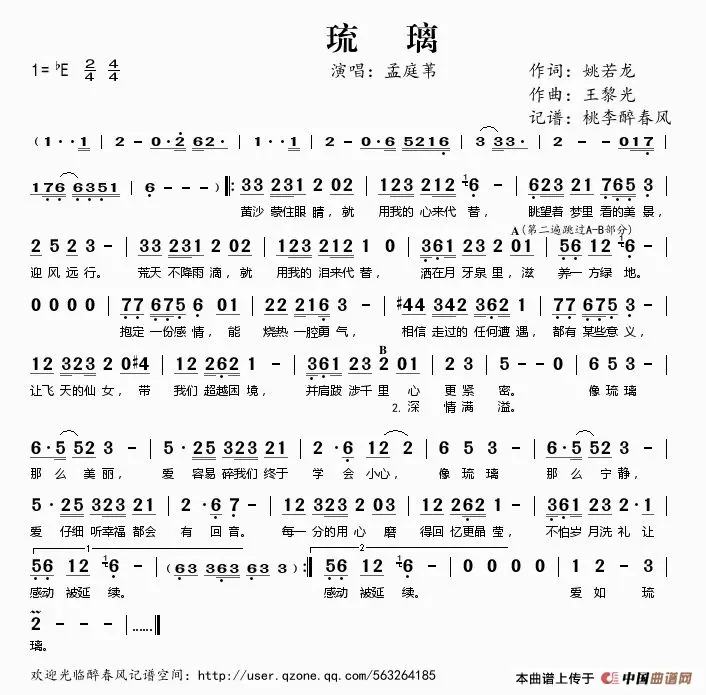 琉 璃
1=♭E 2/4 4/4 演唱：孟庭苇 作词：姚若龙
作曲：王黎光
记谱：桃李醉春风
(1··1 | 2-0·2 62· | 1··1 | 2-0·6 5216 | 3 33· | 2-- 017 |
176 6351 | 6---) ‖: 33 231 2 02 | 123 212 1 6- | 623 21 765 3 |
黄沙 蒙住眼 睛，就 用我的 心来代 替， 眺望着 梦里 看的美 景，
A(第二遍跳过A-B部分)
2 5 2 3 - | 33 231 2 02 | 123 212 1 6- | 361 23 2 01 | 56 12 1 6 - |
迎 风 远 行。 荒天 不降雨 滴，就 用我的 泪来代 替， 洒在月 牙泉 里，滋 养一 方绿 地。
0 0 0 0 | 77 675 6 01 | 22 216 3 - | #44 342 362 1 | 77 675 3 - |
抱定 一份感 情，能 烧热 一腔勇 气， 相信 走过的 任何遭 遇，都有 某些意 义，
B
12 323 2 0#4 | 12 262 1 - | 361 23 2 01 | 2 3 | 5--0 | 6 5 3 |
让飞 天的仙 女，带 我们 超越困 境， 并肩跋 涉千 里 心 更 紧 密。 像 琉 璃
2.深 情 满 溢。
6·5 52 3 - | 5·25 323 21 | 2·6 12 2 | 6 5 3 | 6·5 52 3 - |
那 么 美 丽， 爱 容易 碎我们 终于 学 会 小心， 像 琉 璃 那 么 宁 静，
5·25 323 21 | 2·6 7 - | 12 323 2 03 | 12 262 1 - | 361 23 2·1 |
爱 仔细 听幸福 都会 有 回 音。 每一 分的用 心 磨 得回 忆更晶 莹， 不怕岁 月洗 礼 让
1 2
56 12 1 6 - | (63 363 63 3) :‖ 56 12 1 6 - | 0 0 0 0 | 1 2 - 3 |
感动 被延 续。 感动 被延 续。 爱 如 琉
2 - - - | - - - - ‖
璃。
欢迎光临醉春风记谱空间：http://user.qzone.qq.com/563264185 本曲谱上传于 中国曲谱网